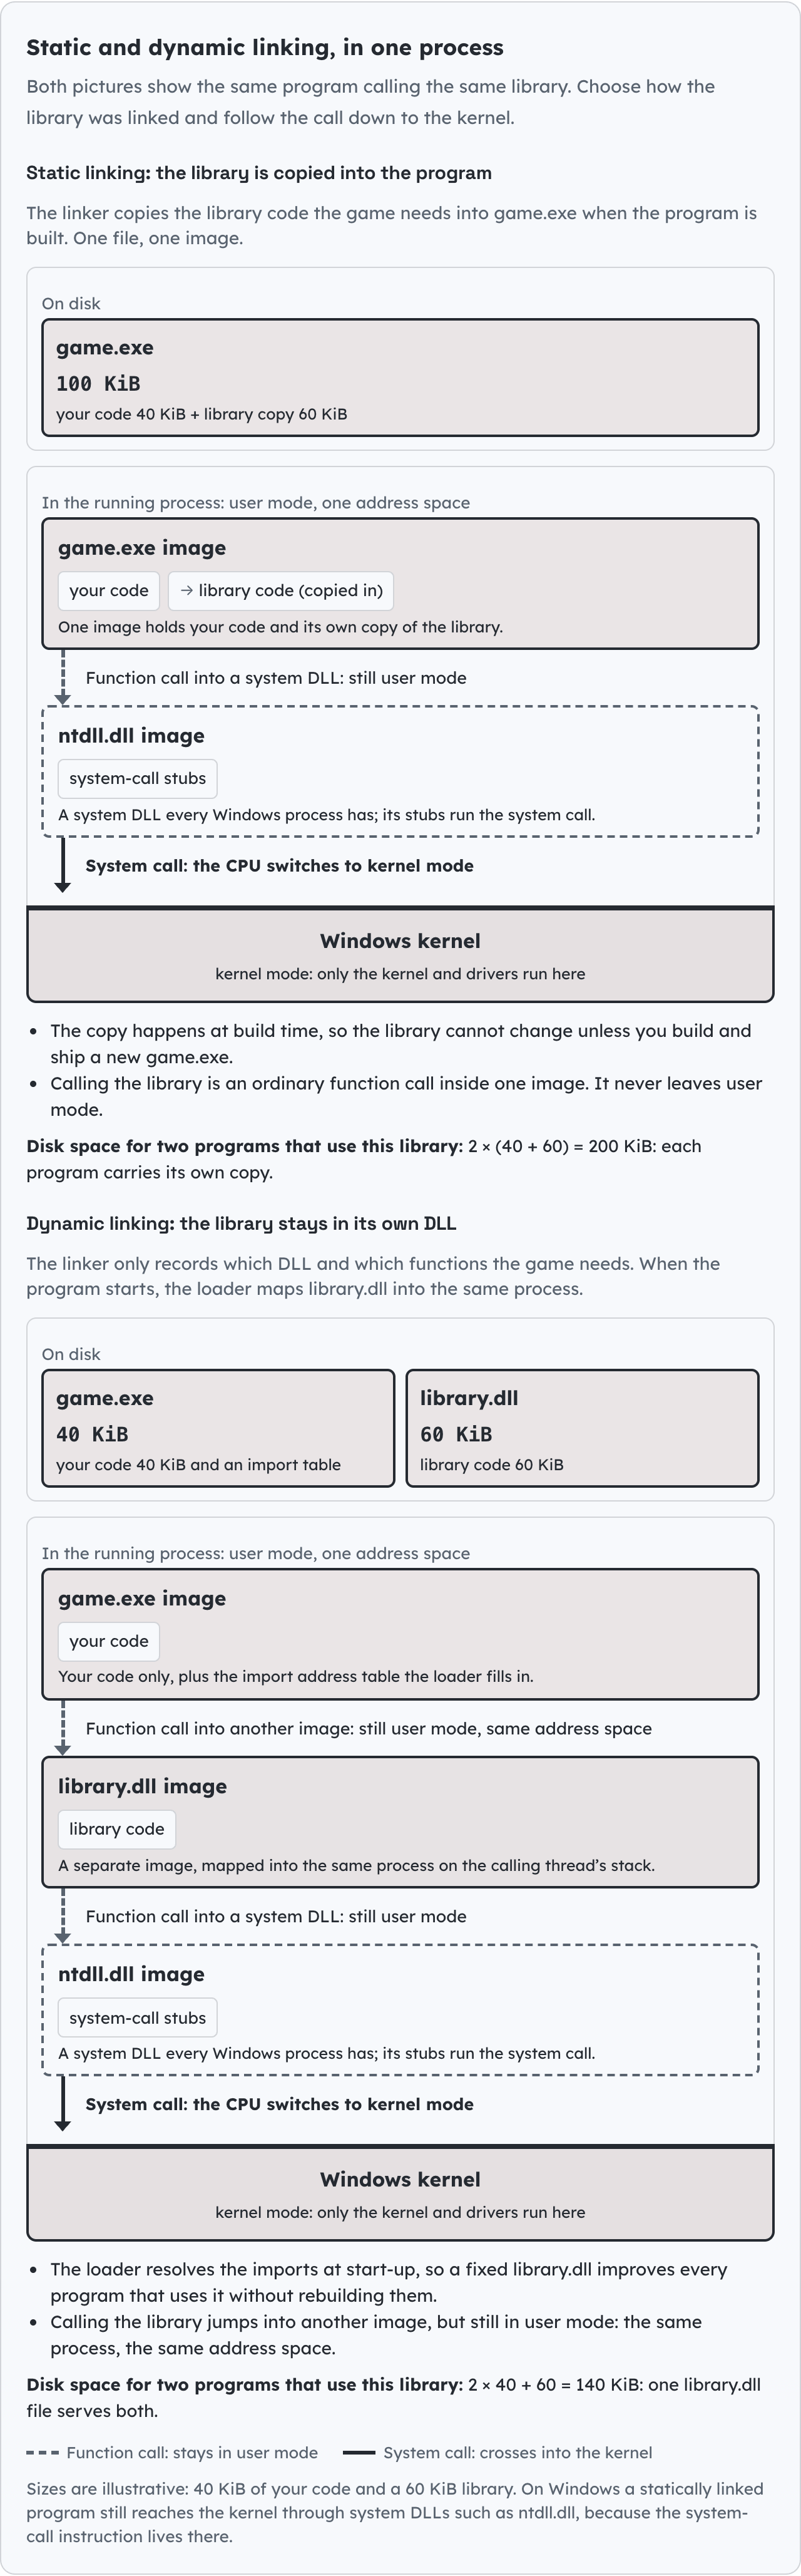 Static and dynamic linking, in one process
Both pictures show the same program calling the same library. Choose how the
library was linked and follow the call down to the kernel.
Static linking: the library is copied into the program
The linker copies the library code the game needs into game.exe when the program is
built. One file, one image.
On disk
game.exe
100 KiB
your code 40 KiB + library copy 60 KiB
In the running process: user mode, one address space
game.exe image
your code
→ library code (copied in)
One image holds your code and its own copy of the library.
Function call into a system DLL: still user mode
ntdll.dll image
system-call stubs
A system DLL every Windows process has; its stubs run the system call.
System call: the CPU switches to kernel mode
Windows kernel
kernel mode: only the kernel and drivers run here
• The copy happens at build time, so the library cannot change unless you build and
ship a new game.exe.
• Calling the library is an ordinary function call inside one image. It never leaves user
mode.
Disk space for two programs that use this library: 2 × (40 + 60) = 200 KiB: each
program carries its own copy.
Dynamic linking: the library stays in its own DLL
The linker only records which DLL and which functions the game needs. When the
program starts, the loader maps library.dll into the same process.
On disk
game.exe
40 KiB
your code 40 KiB and an import table
library.dll
60 KiB
library code 60 KiB
In the running process: user mode, one address space
game.exe image
your code
Your code only, plus the import address table the loader fills in.
Function call into another image: still user mode, same address space
library.dll image
library code
A separate image, mapped into the same process on the calling thread’s stack.
Function call into a system DLL: still user mode
ntdll.dll image
system-call stubs
A system DLL every Windows process has; its stubs run the system call.
System call: the CPU switches to kernel mode
Windows kernel
kernel mode: only the kernel and drivers run here
• The loader resolves the imports at start-up, so a fixed library.dll improves every
program that uses it without rebuilding them.
• Calling the library jumps into another image, but still in user mode: the same
process, the same address space.
Disk space for two programs that use this library: 2 × 40 + 60 = 140 KiB: one library.dll
file serves both.
Function call: stays in user mode
System call: crosses into the kernel
Sizes are illustrative: 40 KiB of your code and a 60 KiB library. On Windows a statically linked
program still reaches the kernel through system DLLs such as ntdll.dll, because the system-
call instruction lives there.